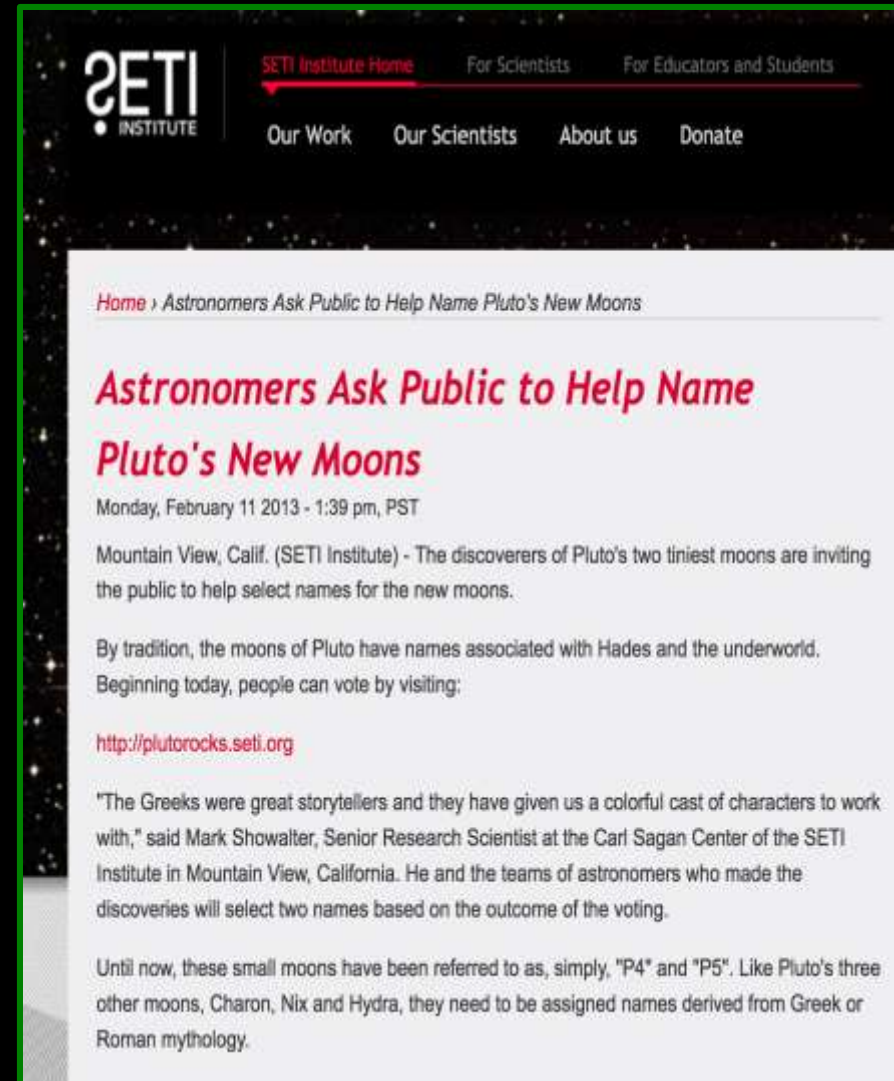 SETI
INSTITUTE
SETI Institute Home For Scientists For Educators and Students
Our Work Our Scientists About us Donate
Home › Astronomers Ask Public to Help Name Pluto's New Moons
Astronomers Ask Public to Help Name
Pluto's New Moons
Monday, February 11 2013 - 1:39 pm, PST
Mountain View, Calif. (SETI Institute) - The discoverers of Pluto's two tiniest moons are inviting
the public to help select names for the new moons.
By tradition, the moons of Pluto have names associated with Hades and the underworld.
Beginning today, people can vote by visiting:
http://plutorocks.seti.org
"The Greeks were great storytellers and they have given us a colorful cast of characters to work
with," said Mark Showalter, Senior Research Scientist at the Carl Sagan Center of the SETI
Institute in Mountain View, California. He and the teams of astronomers who made the
discoveries will select two names based on the outcome of the voting.
Until now, these small moons have been referred to as, simply, "P4" and "P5". Like Pluto's three
other moons, Charon, Nix and Hydra, they need to be assigned names derived from Greek or
Roman mythology.